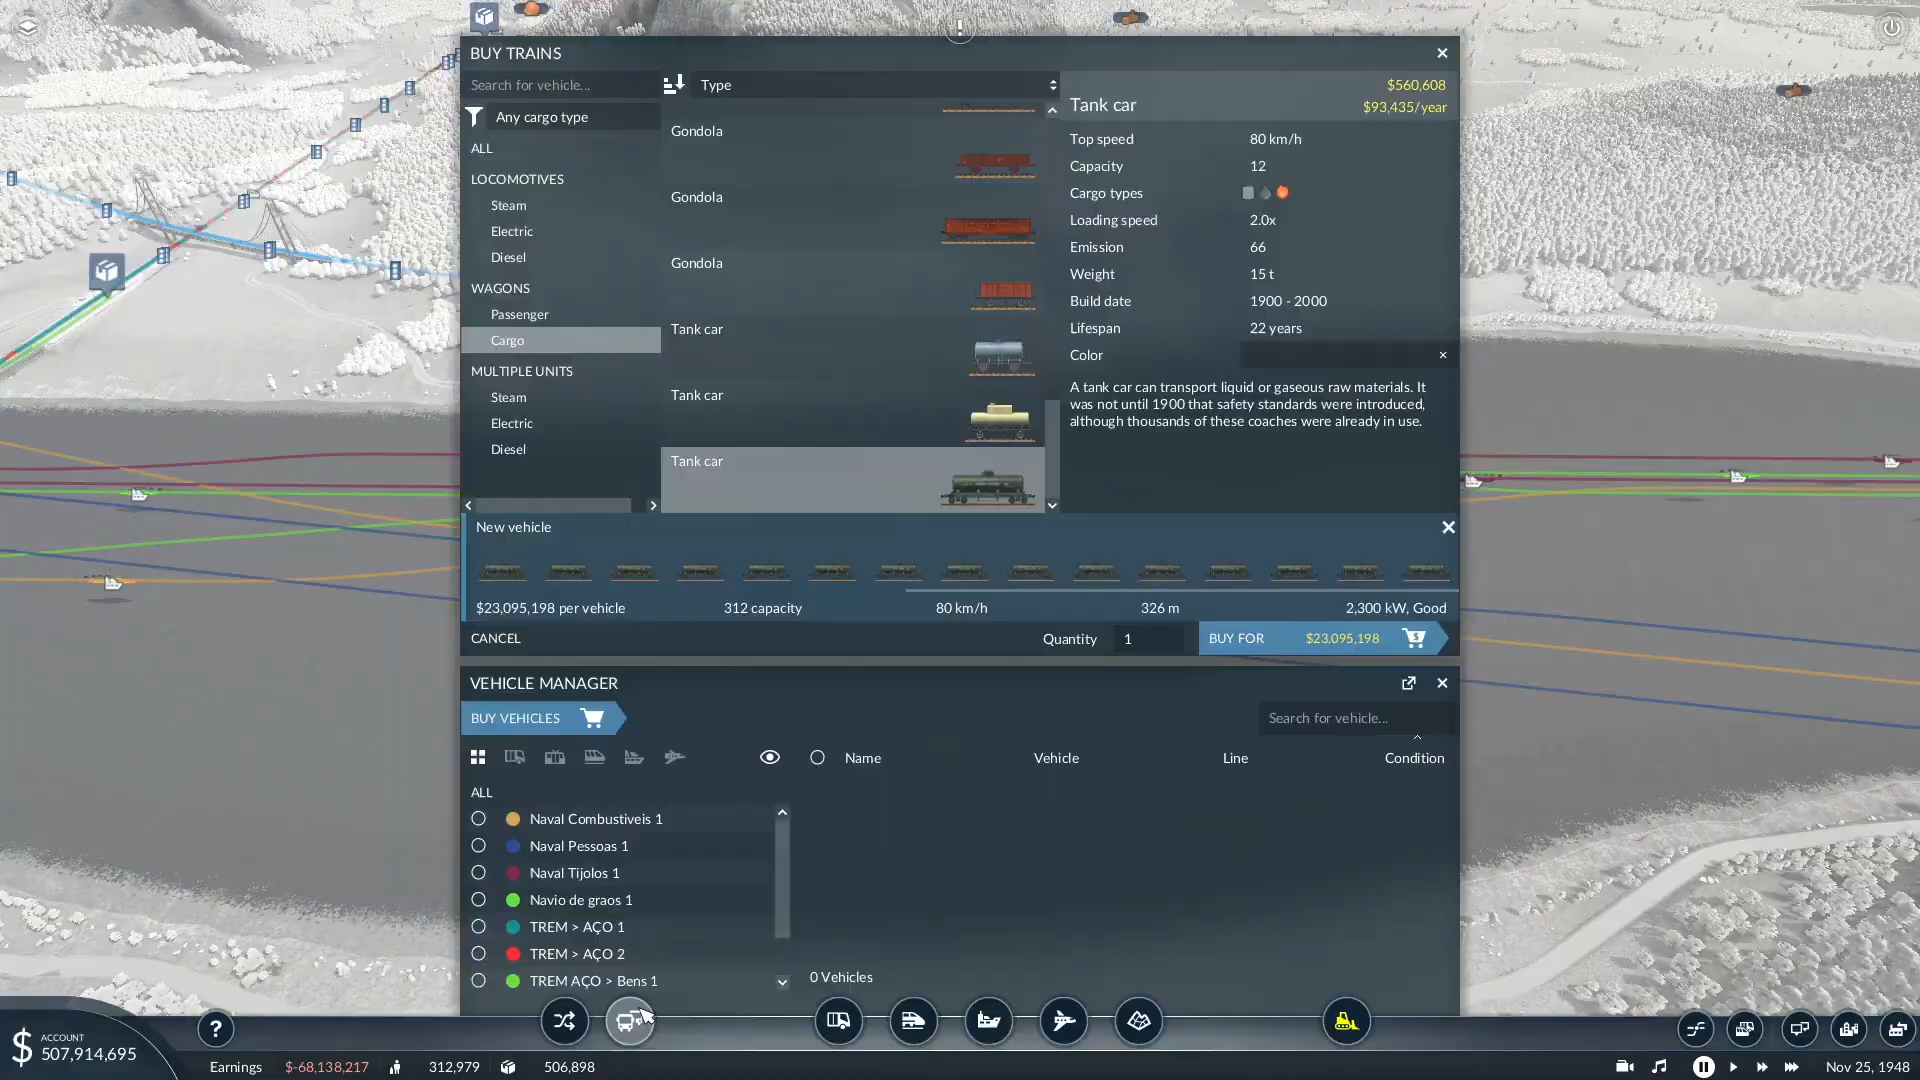 BUY TRAINS
Search for vehicle...
Type
$560,608
Tank car
$93,435/year
Any cargo type
ALL
LOCOMOTIVES
Steam
Electric
Diesel
WAGONS
Passenger
Cargo
MULTIPLE UNITS
Steam
Electric
Diesel
Gondola
Gondola
Gondola
Tank car
Tank car
Tank car
Top speed 80 km/h
Capacity 12
Cargo types
Loading speed 2.0x
Emission 66
Weight 15 t
Build date 1900 - 2000
Lifespan 22 years
Color
A tank car can transport liquid or gaseous raw materials. It
was not until 1900 that safety standards were introduced,
although thousands of these coaches were already in use.
New vehicle
$23,095,198 per vehicle 312 capacity 80 km/h 326 m 2,300 kW, Good
CANCEL Quantity 1 BUY FOR $23,095,198
VEHICLE MANAGER
BUY VEHICLES
Search for vehicle...
Name Vehicle Line Condition
ALL
Naval Combustiveis 1
Naval Pessoas 1
Naval Tijolos 1
Navio de graos 1
TREM > AÇO 1
TREM > AÇO 2
TREM AÇO > Bens 1
0 Vehicles
$ ACCOUNT
507,914,695
?
Earnings $-68,138,217 312,979 506,898
Nov 25, 1948